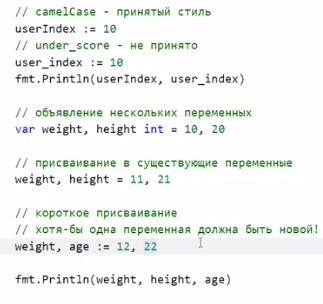 // camelCase - принятый стиль
userIndex := 10
// under_score - не принято
user_index := 10
fmt.Println(userIndex, user_index)
// объявление нескольких переменных
var weight, height int = 10, 20
// присваивание в существующие переменные
weight, height = 11, 21
// короткое присваивание
// хотя-бы одна переменная должна быть новой!
weight, age := 12, 22
fmt.Println(weight, height, age)